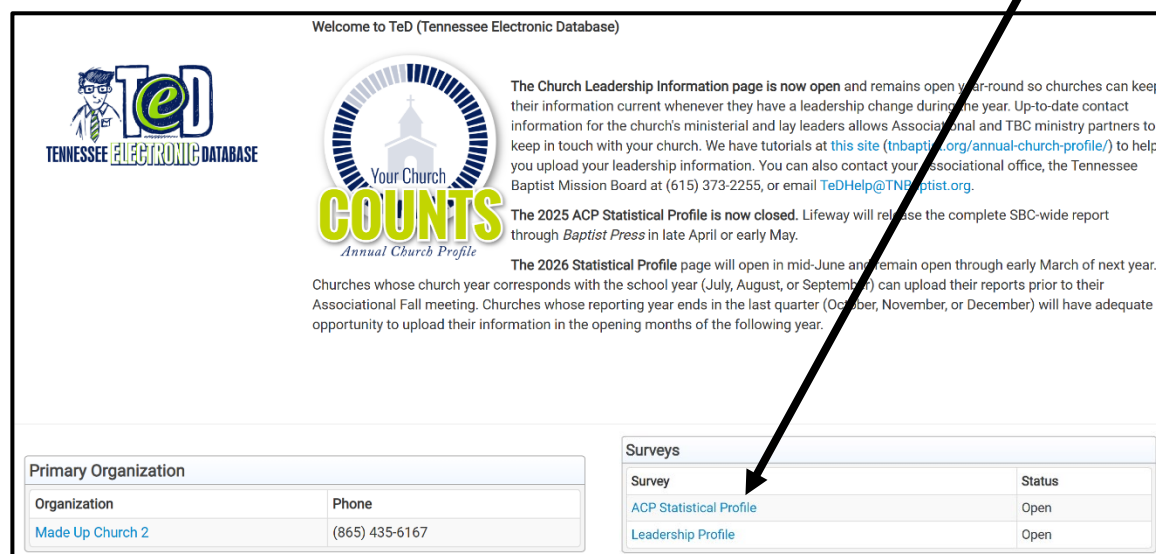 Welcome to TeD (Tennessee Electronic Database)
TeD
TENNESSEE ELECTRONIC DATABASE
Your Church
COUNTS
Annual Church Profile
The Church Leadership Information page is now open and remains open year-round so churches can keep
their information current whenever they have a leadership change during the year. Up-to-date contact
information for the church's ministerial and lay leaders allows Associational and TBC ministry partners to
keep in touch with your church. We have tutorials at this site (tnbaptist.org/annual-church-profile/) to help
you upload your leadership information. You can also contact your associational office, the Tennessee
Baptist Mission Board at (615) 373-2255, or email TeDHelp@TNBaptist.org.
The 2025 ACP Statistical Profile is now closed. Lifeway will release the complete SBC-wide report
through Baptist Press in late April or early May.
The 2026 Statistical Profile page will open in mid-June and remain open through early March of next year.
Churches whose church year corresponds with the school year (July, August, or September) can upload their reports prior to their
Associational Fall meeting. Churches whose reporting year ends in the last quarter (October, November, or December) will have adequate
opportunity to upload their information in the opening months of the following year.
Primary Organization
Organization Phone
Made Up Church 2 (865) 435-6167
Surveys
Survey Status
ACP Statistical Profile Open
Leadership Profile Open